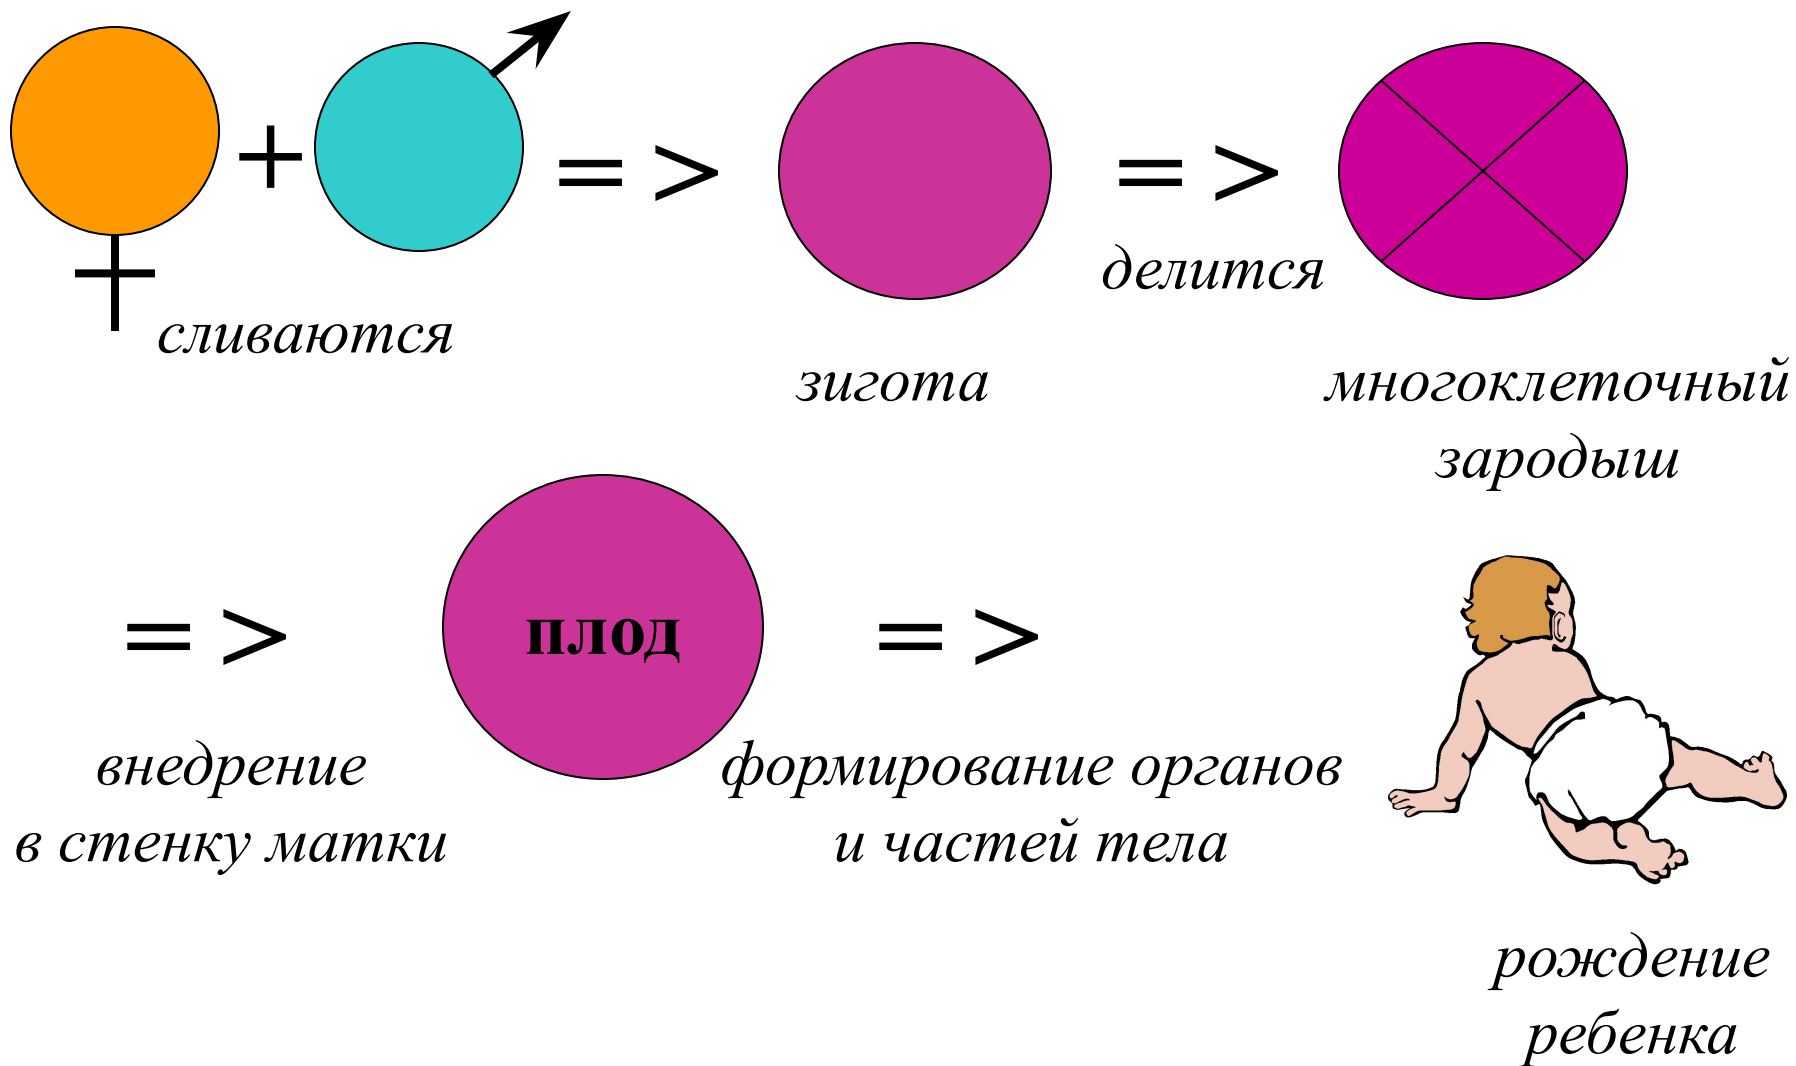 +
= >
= >
делится
сливаются
зигота
многоклеточный
зародыш
= >
плод
= >
внедрение
в стенку матки
формирование органов
и частей тела
рождение
ребенка